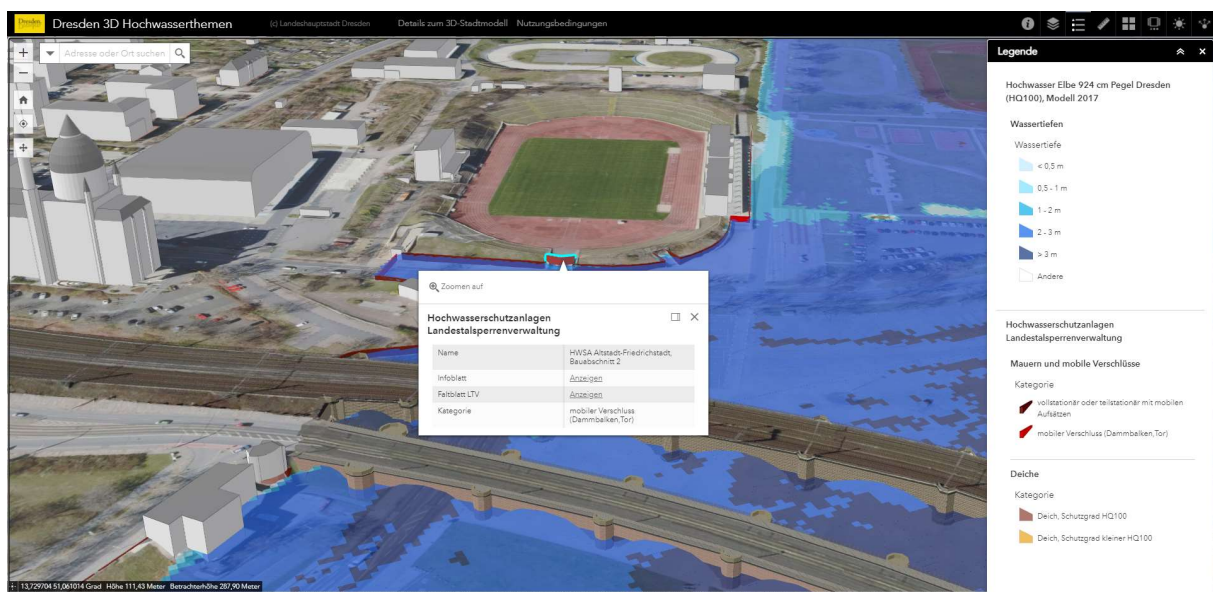 Dresden.
Dresden 3D Hochwasserthemen
(c) Landeshauptstadt Dresden
Details zum 3D-Stadtmodell Nutzungsbedingungen
Adresse oder Ort suchen
Zoomen auf
Hochwasserschutzanlagen
Landestalsperrenverwaltung
Name HWSA Altstadt-Friedrichstadt,
Bauabschnitt 2
Infoblatt Anzeigen
Faltblatt LTV Anzeigen
Kategorie mobiler Verschluss
(Dammbalken,Tor)
13,729704 51,061014 Grad Höhe 111,43 Meter Betrachterhöhe 287,90 Meter
Legende
Hochwasser Elbe 924 cm Pegel Dresden
(HQ100), Modell 2017
Wassertiefen
Wassertiefe
< 0,5 m
0,5 - 1 m
1 - 2 m
2 - 3 m
> 3 m
Andere
Hochwasserschutzanlagen
Landestalsperrenverwaltung
Mauern und mobile Verschlüsse
Kategorie
vollstationär oder teilstationär mit mobilen
Aufsätzen
mobiler Verschluss (Dammbalken,Tor)
Deiche
Kategorie
Deich, Schutzgrad HQ100
Deich, Schutzgrad kleiner HQ100